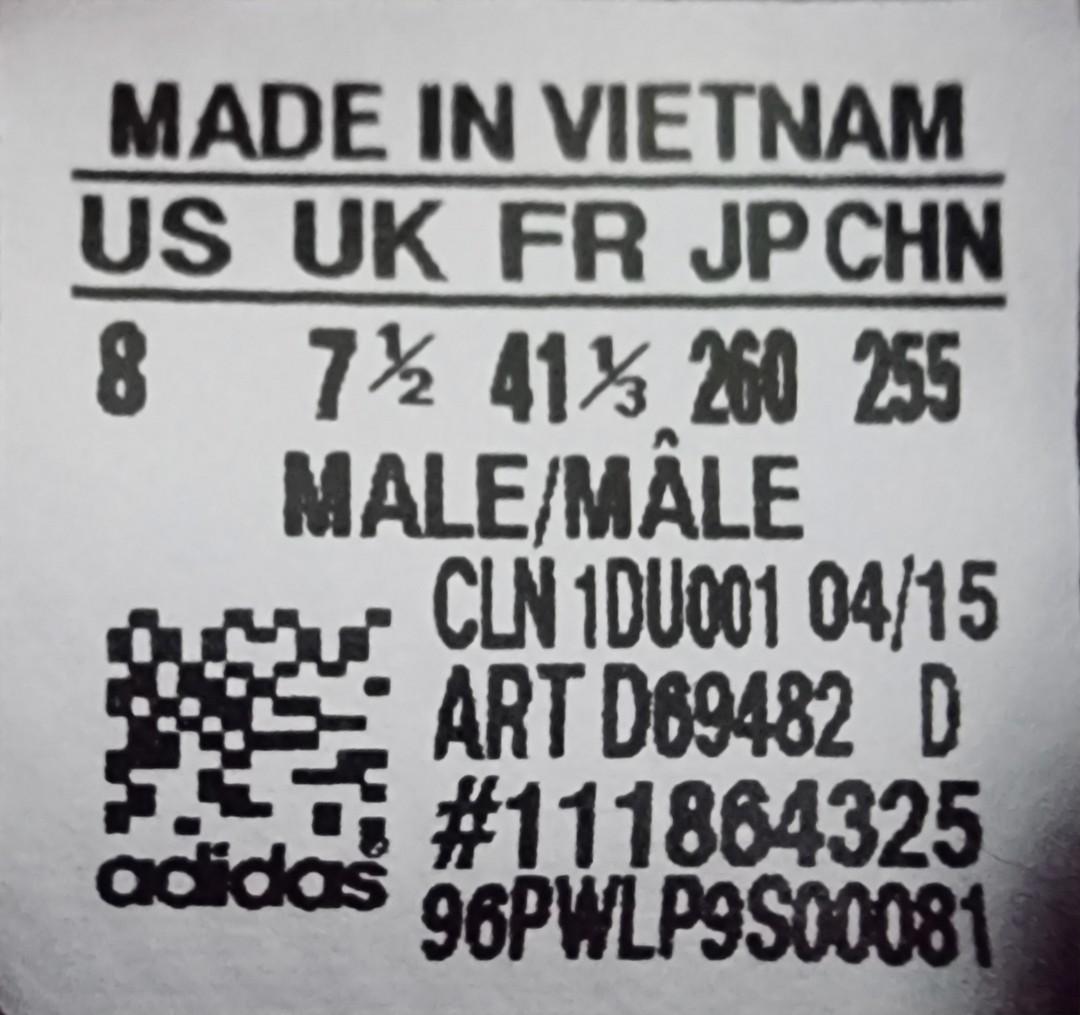 MADE IN VIETNAM
US UK FR JP CHN
8 7½ 41⅓ 260 255
MALE/MÂLE
CLN 1DU001 04/15
ART D69482 D
#111864325
adidas
96PWLP9S00081